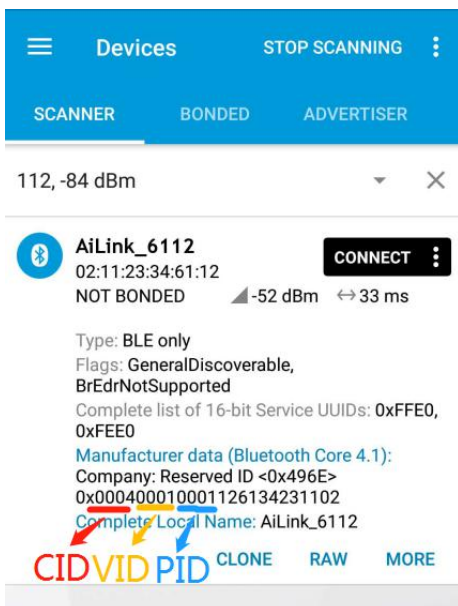 Devices STOP SCANNING
SCANNER BONDED ADVERTISER
112, -84 dBm
AiLink_6112
CONNECT
02:11:23:34:61:12
NOT BONDED -52 dBm 33 ms
Type: BLE only
Flags: GeneralDiscoverable,
BrEdrNotSupported
Complete list of 16-bit Service UUIDs: 0xFFE0,
0xFEE0
Manufacturer data (Bluetooth Core 4.1):
Company: Reserved ID <0x496E>
0x0004000100011126134231102
Complete Local Name: AiLink_6112
CID VID PID CLONE RAW MORE